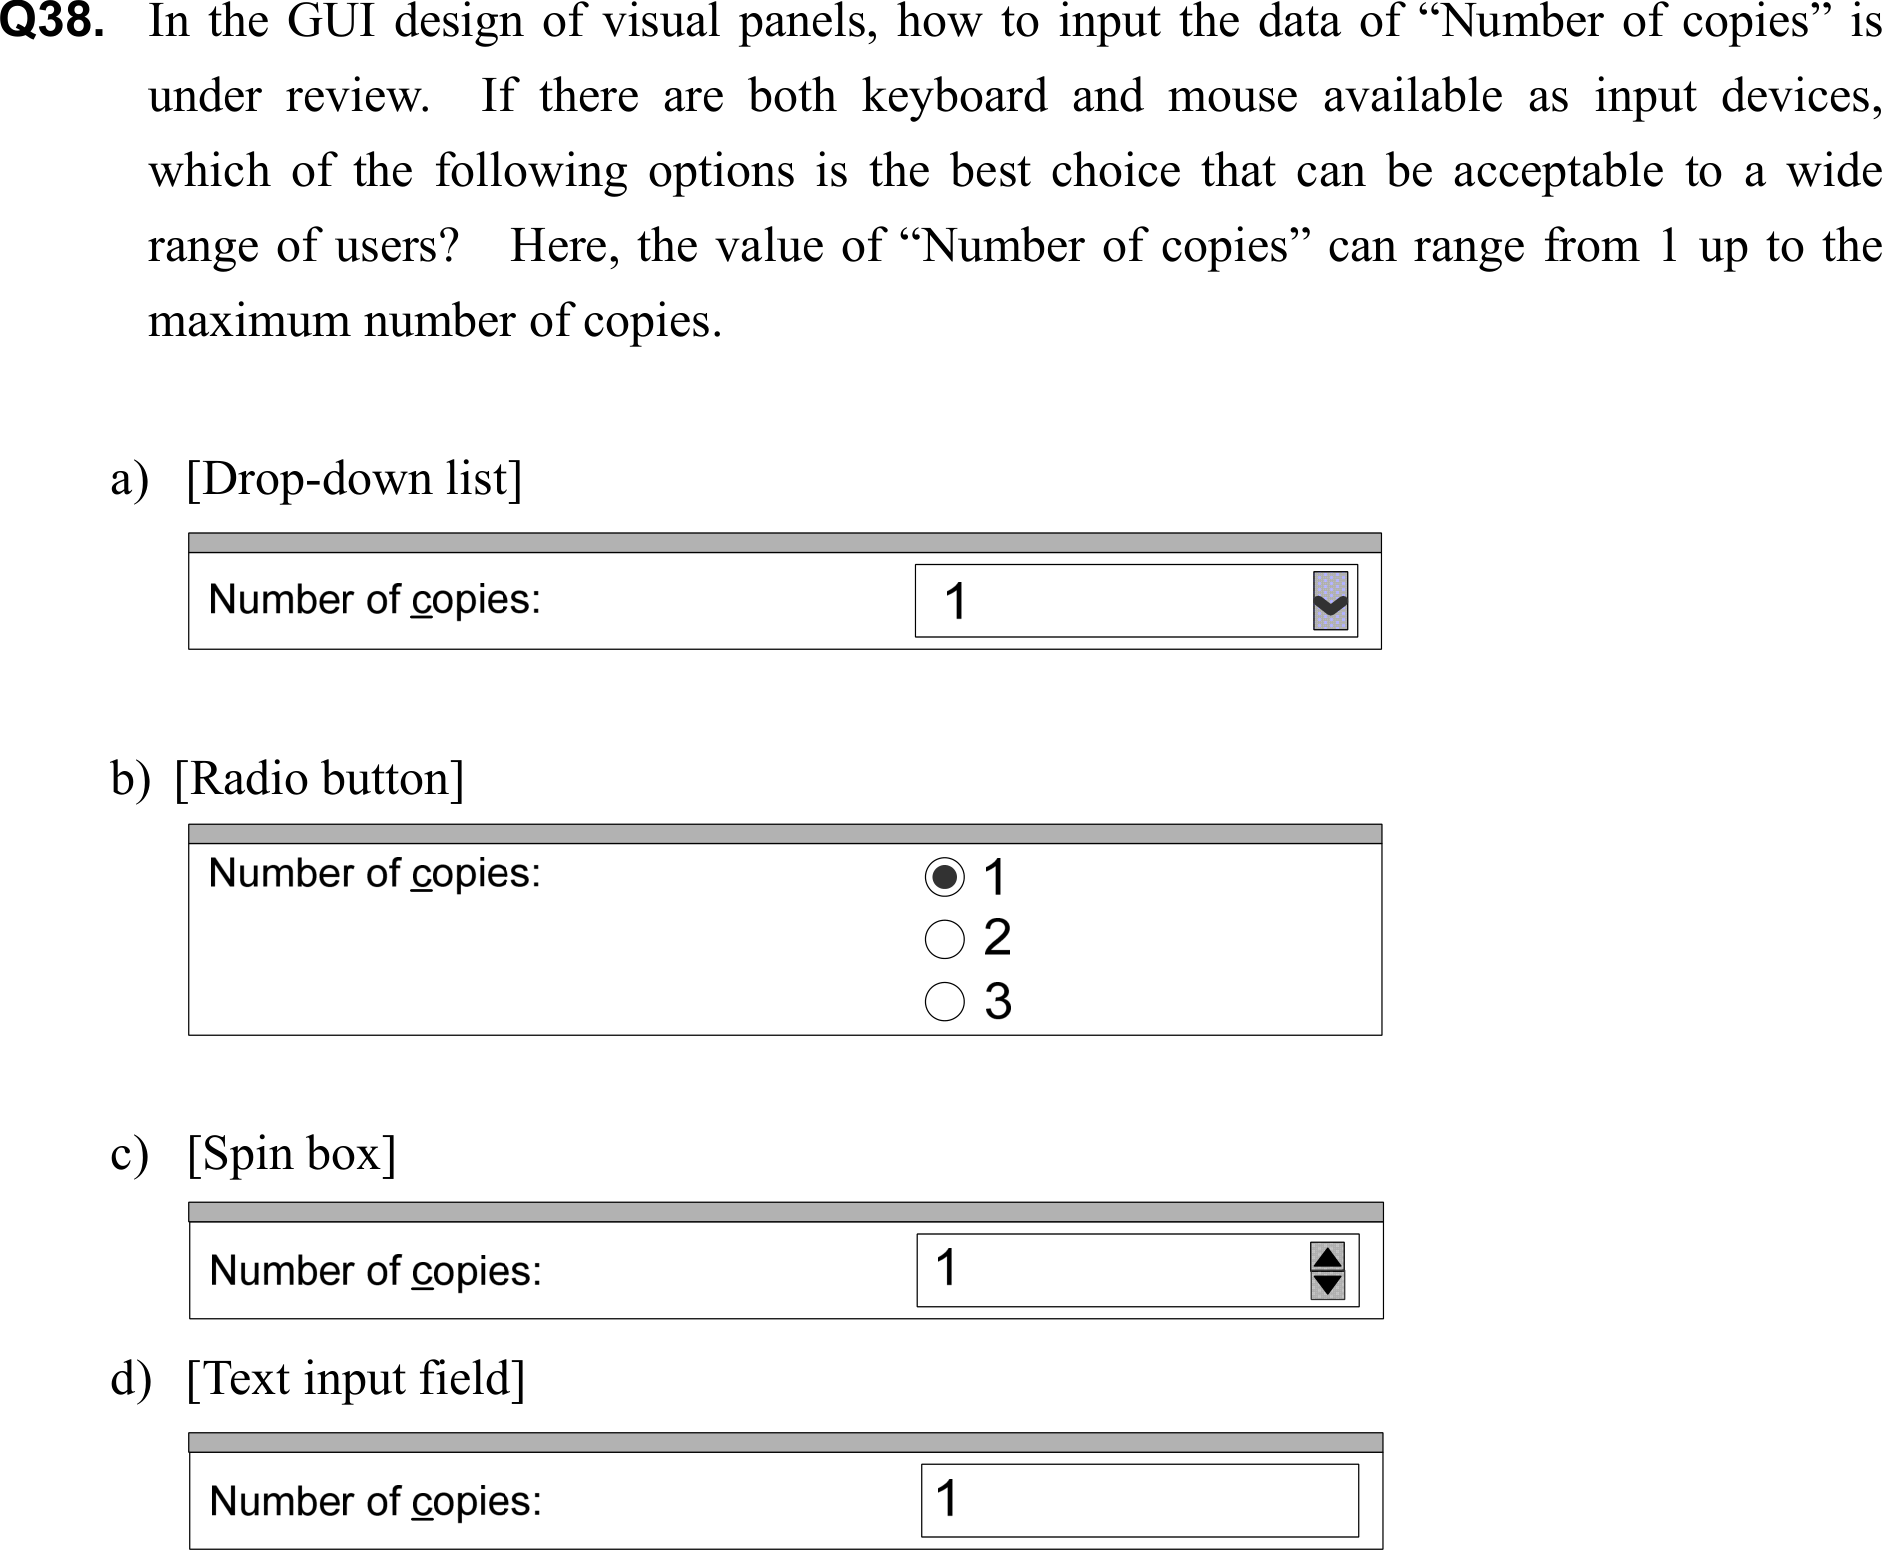 Q38. In the GUI design of visual panels, how to input the data of “Number of copies” is
under review. If there are both keyboard and mouse available as input devices,
which of the following options is the best choice that can be acceptable to a wide
range of users? Here, the value of “Number of copies” can range from 1 up to the
maximum number of copies.
a) [Drop-down list]
Number of copies: 1
b) [Radio button]
Number of copies: 1
2
3
c) [Spin box]
Number of copies: 1
d) [Text input field]
Number of copies: 1